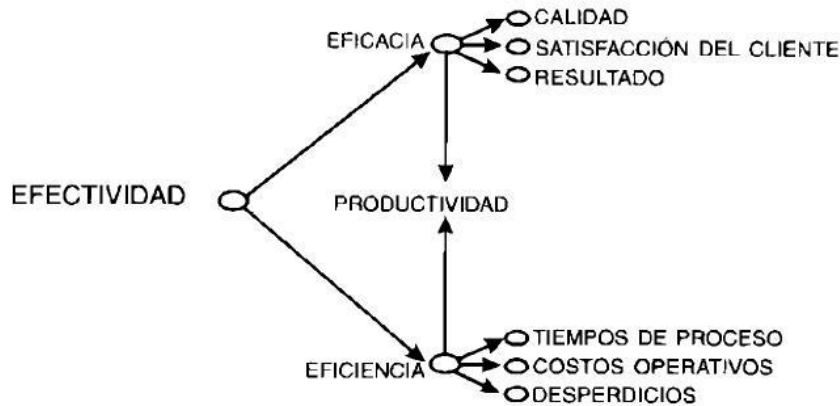 CALIDAD
EFICACIA
SATISFACCIÓN DEL CLIENTE
RESULTADO
EFECTIVIDAD
PRODUCTIVIDAD
TIEMPOS DE PROCESO
EFICIENCIA
COSTOS OPERATIVOS
DESPERDICIOS